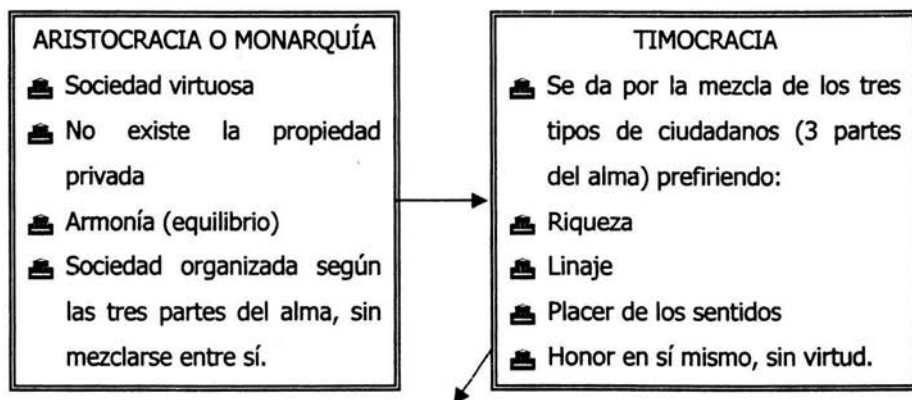 ARISTOCRACIA O MONARQUÍA
Sociedad virtuosa
No existe la propiedad
privada
Armonía (equilibrio)
Sociedad organizada según
las tres partes del alma, sin
mezclarse entre sí.
TIMOCRACIA
Se da por la mezcla de los tres
tipos de ciudadanos (3 partes
del alma) prefiriendo:
Riqueza
Linaje
Placer de los sentidos
Honor en sí mismo, sin virtud.